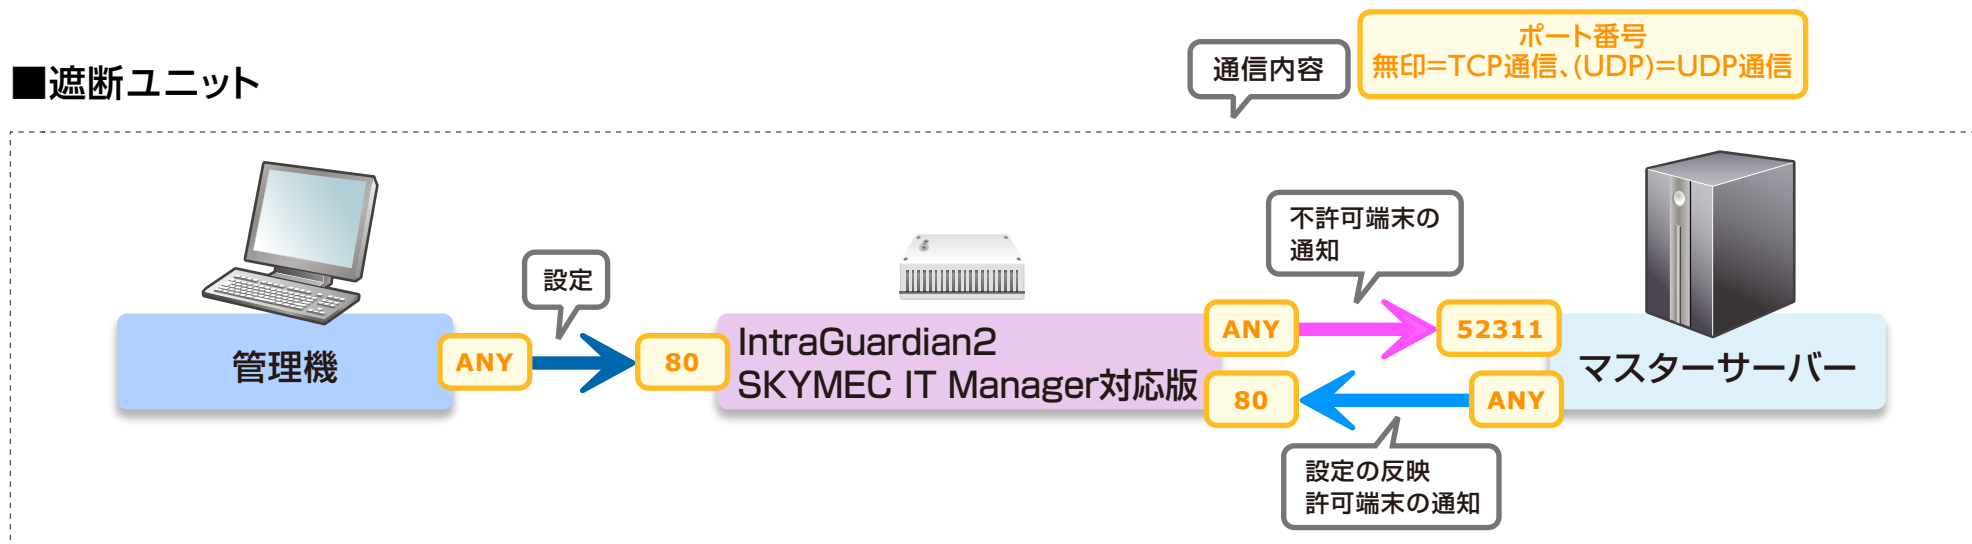 ■遮断ユニット
通信内容
ポート番号
無印=TCP通信、(UDP)=UDP通信
管理機
ANY
設定
80
IntraGuardian2
SKYMEC IT Manager対応版
ANY
不許可端末の
通知
52311
80
設定の反映
許可端末の通知
ANY
マスターサーバー